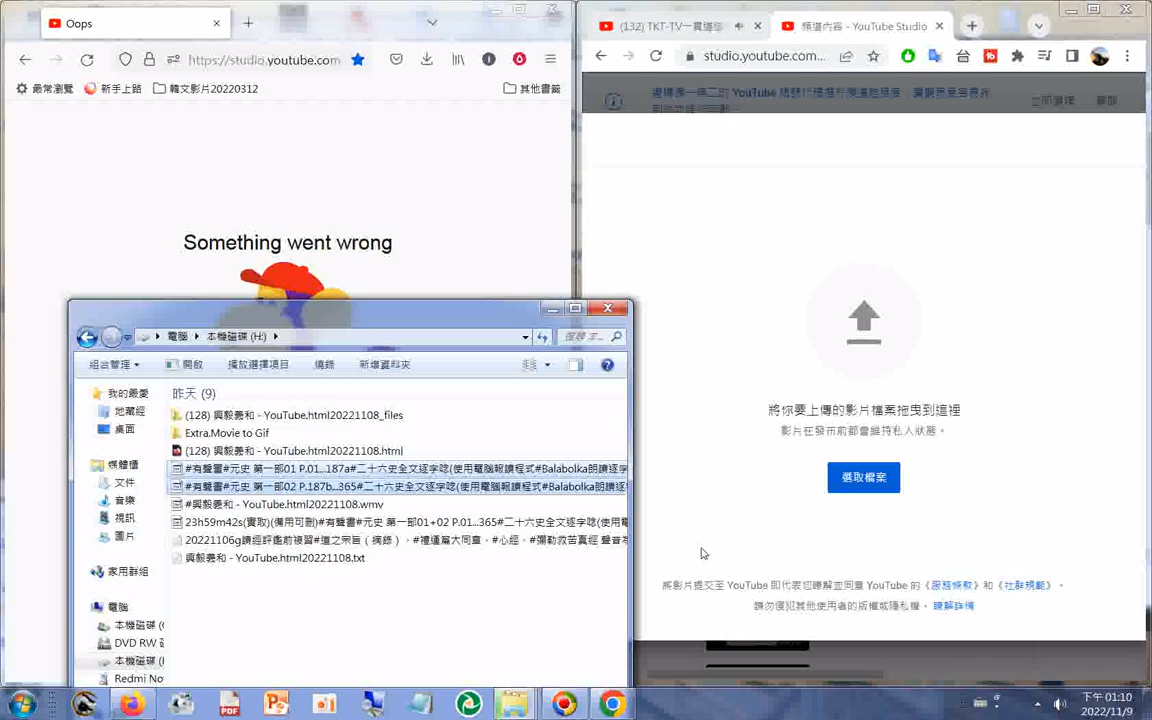 Oops
https://studio.youtube.com
最常瀏覽
新手上路
韓文影片20220312
其他書籤
Something went wrong
(132) TKT-TV一貫道
頻道內容 - YouTube Studio
studio.youtube.com...
YouTube
將你要上傳的影片檔案拖曳到這裡
影片在發布前都會維持私人狀態。
選取檔案
將影片提交至 YouTube 即代表您瞭解並同意 YouTube 的《服務條款》和《社群規範》。
請勿侵犯其他使用者的版權或隱私權。瞭解詳情
電腦
本機磁碟 (H:)
組合管理
開啟
播放選擇項目
燒錄
新增資料夾
我的最愛
地藏經
桌面
媒體櫃
文件
音樂
視訊
圖片
家用群組
電腦
本機磁碟 (
DVD RW
本機磁碟 (
Redmi No
昨天 (9)
(128) 興毅義和 - YouTube.html20221108_files
Extra.Movie to Gif
(128) 興毅義和 - YouTube.html20221108.html
#有聲書#元史 第一部01 P.01...187a#二十六史全文逐字唸(使用電腦報讀程式#Balabolka朗讀逐字
#有聲書#元史 第一部02 P.187b...365#二十六史全文逐字唸(使用電腦報讀程式#Balabolka朗讀逐
#興毅義和 - YouTube.html20221108.wmv
23h59m42s(實取)(備用可刪)#有聲書#元史 第一部01+02 P.01...365#二十六史全文逐字唸(使用電
20221106g讀經評鑑前複習#道之宗旨（摘錄）、#禮運篇大同章、#心經、#彌勒救苦真經 聲音
興毅義和 - YouTube.html20221108.txt
下午 01:10
2022/11/9